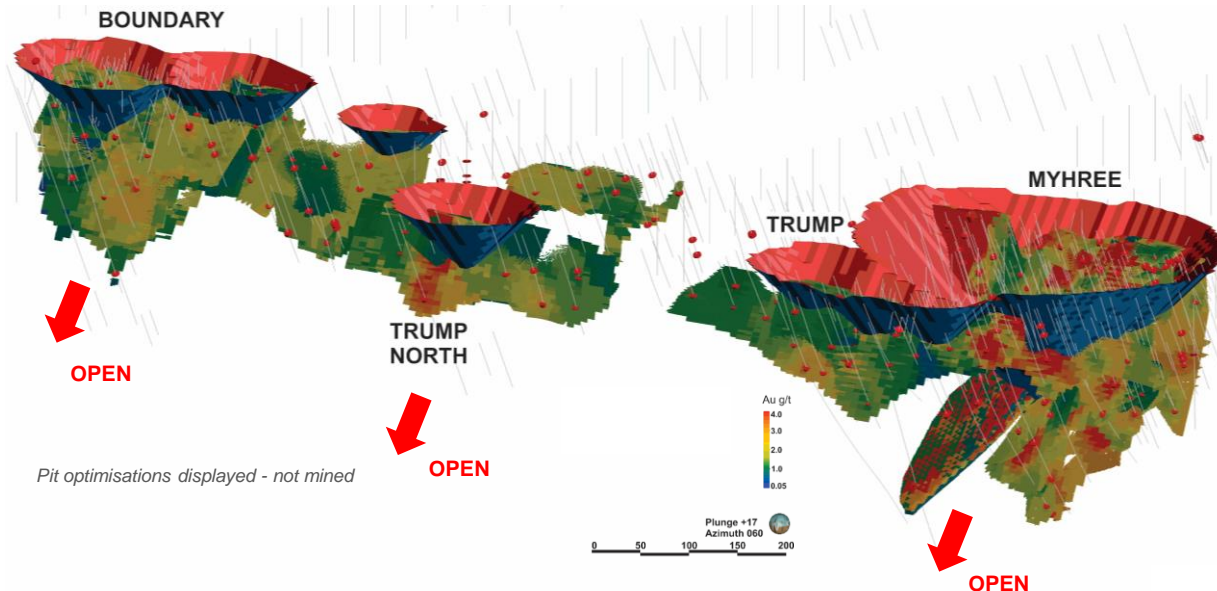 BOUNDARY
MYHREE
TRUMP
TRUMP
NORTH
OPEN
OPEN
Au g/t
4.0
3.0
2.0
1.0
0.05
Pit optimisations displayed - not mined
Plunge +17
Azimuth 060
0 50 100 150 200
OPEN